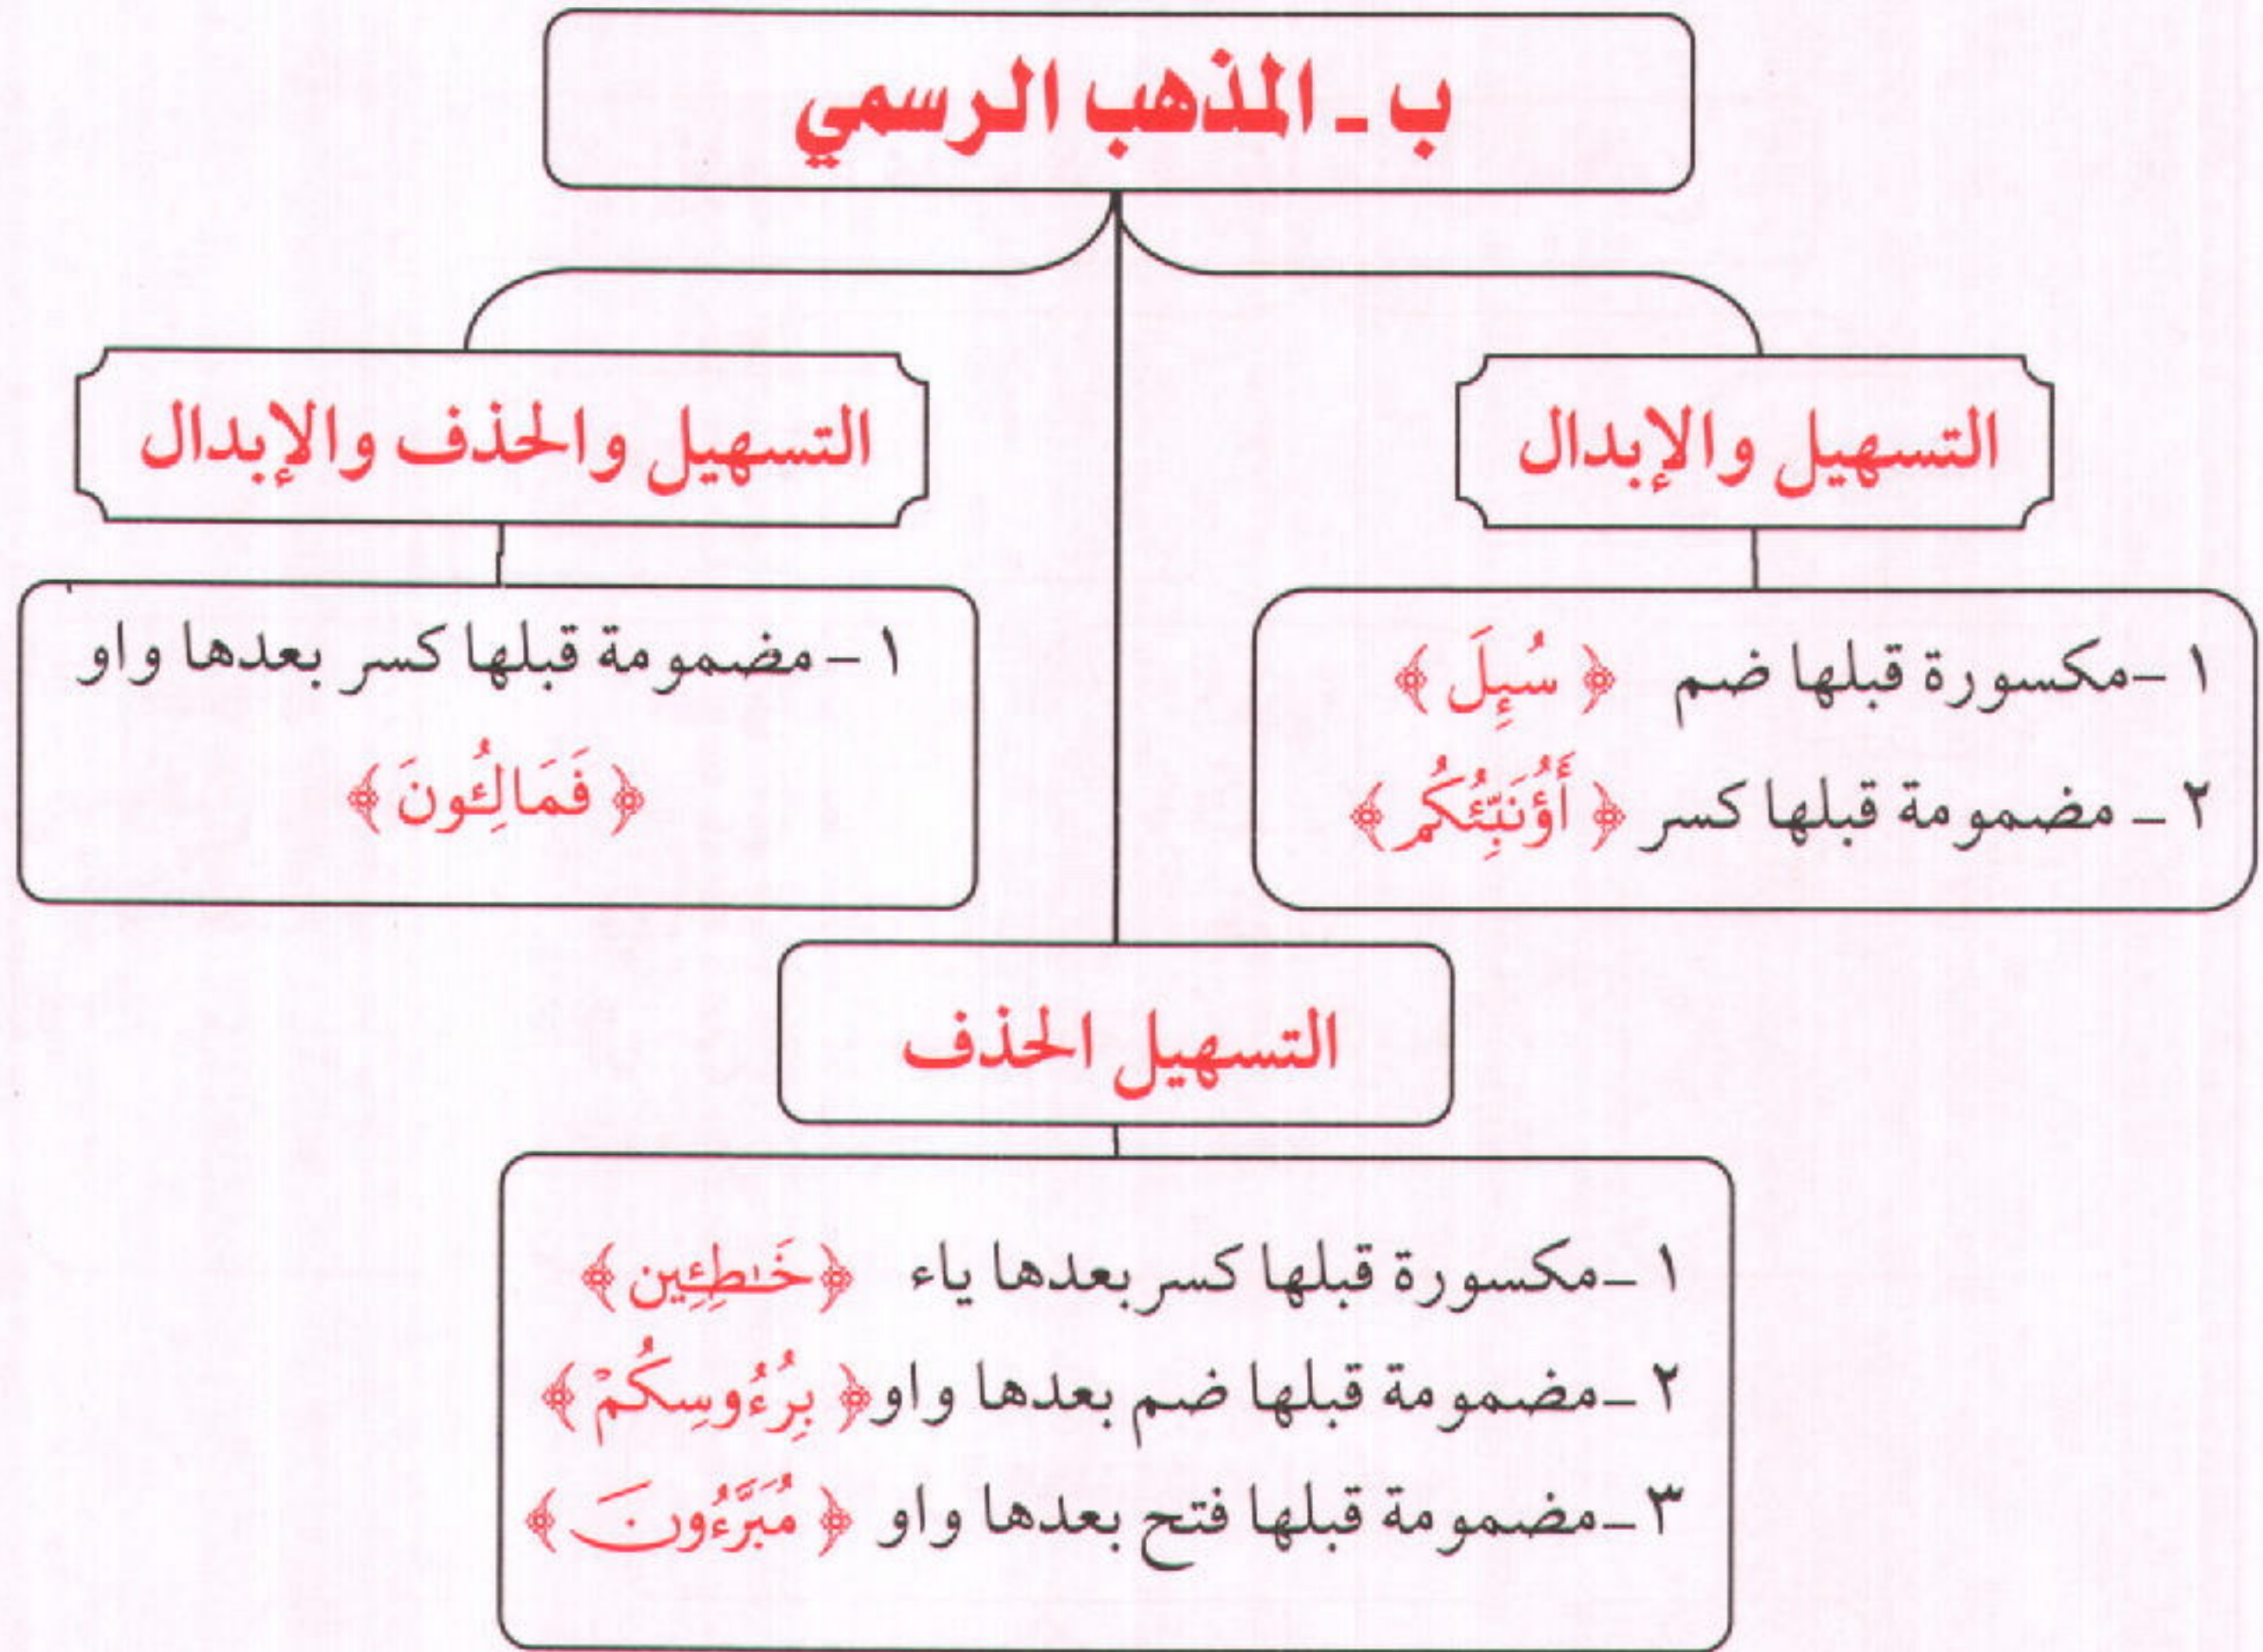 ب ـ المذهب الرسمي
التسهيل والإبدال
١ – مكسورة قبلها ضم ﴿ سُئِلَ ﴾
٢ – مضمومة قبلها كسر ﴿ أَؤُنَبِّئُكُم ﴾
التسهيل والحذف والإبدال
١ – مضمومة قبلها كسر بعدها واو
﴿ فَمَالِـُٔونَ ﴾
التسهيل الحذف
١ – مكسورة قبلها كسر بعدها ياء ﴿ خَـٰطِـِٔين ﴾
٢ – مضمومة قبلها ضم بعدها واو ﴿ بِرُءُوسِكُمْ ﴾
٣ – مضمومة قبلها فتح بعدها واو ﴿ مُبَرَّءُونَ ﴾